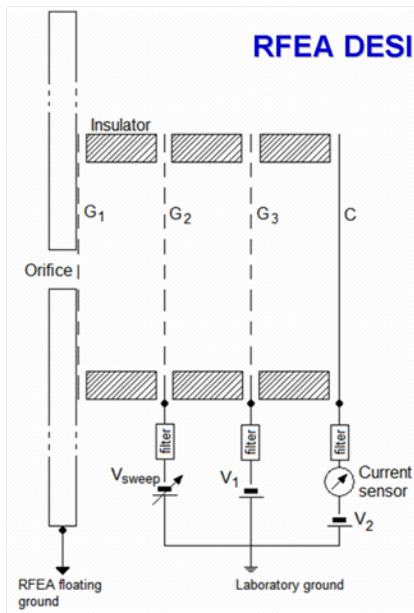 RFEA DESI
Insulator
G1
G2
G3
C
Orifice
filter
filter
filter
Vsweep
V1
Current
sensor
V2
RFEA floating
ground
Laboratory ground